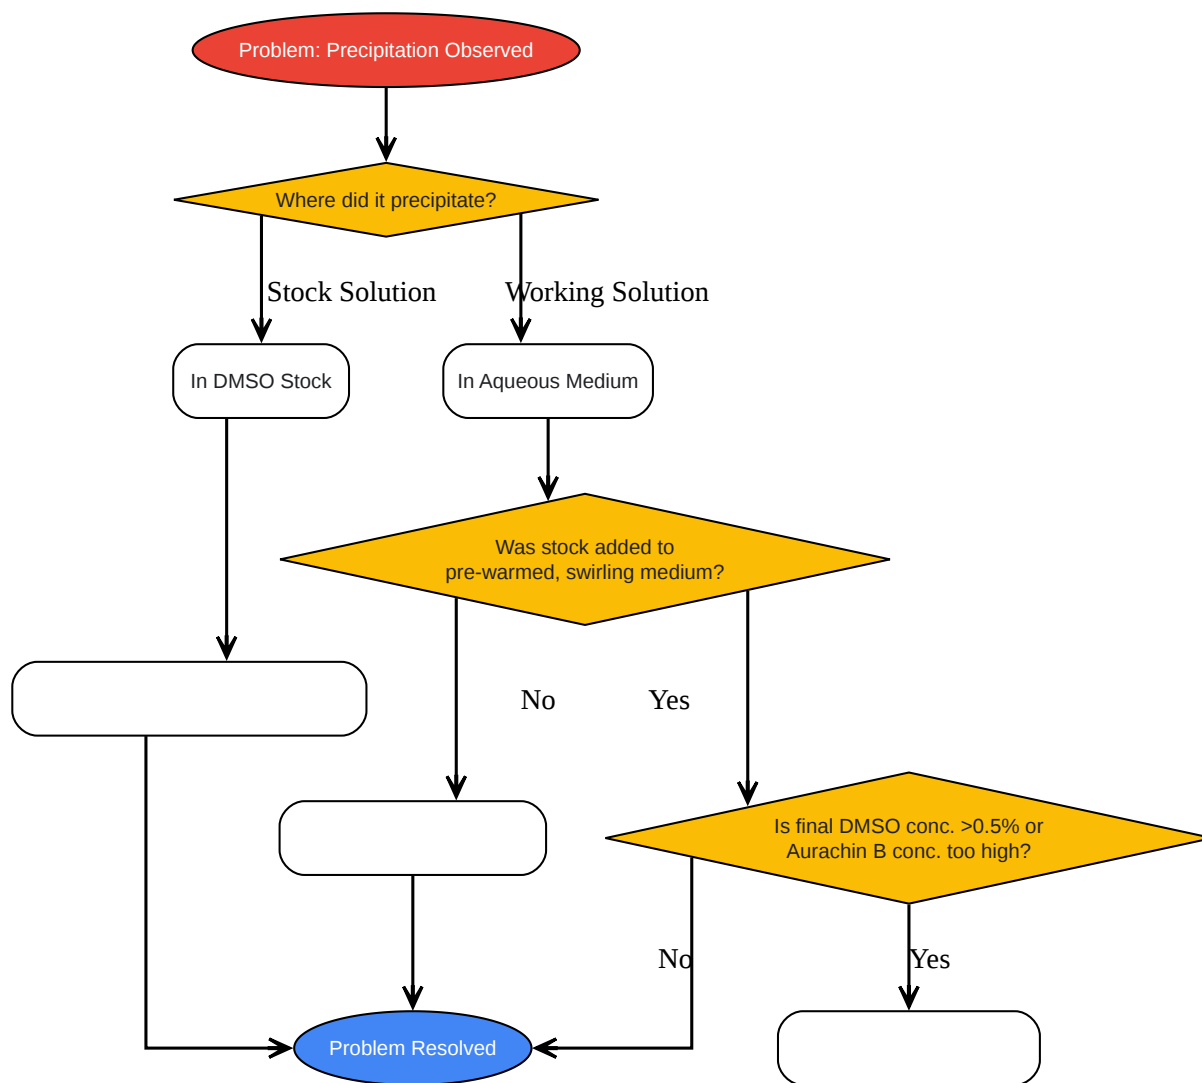 Problem: Precipitation Observed
Where did it precipitate?
Stock Solution
Working Solution
In DMSO Stock
In Aqueous Medium
Was stock added to
pre-warmed, swirling medium?
No
Yes
Is final DMSO conc. >0.5% or
Aurachin B conc. too high?
No
Yes
Problem Resolved